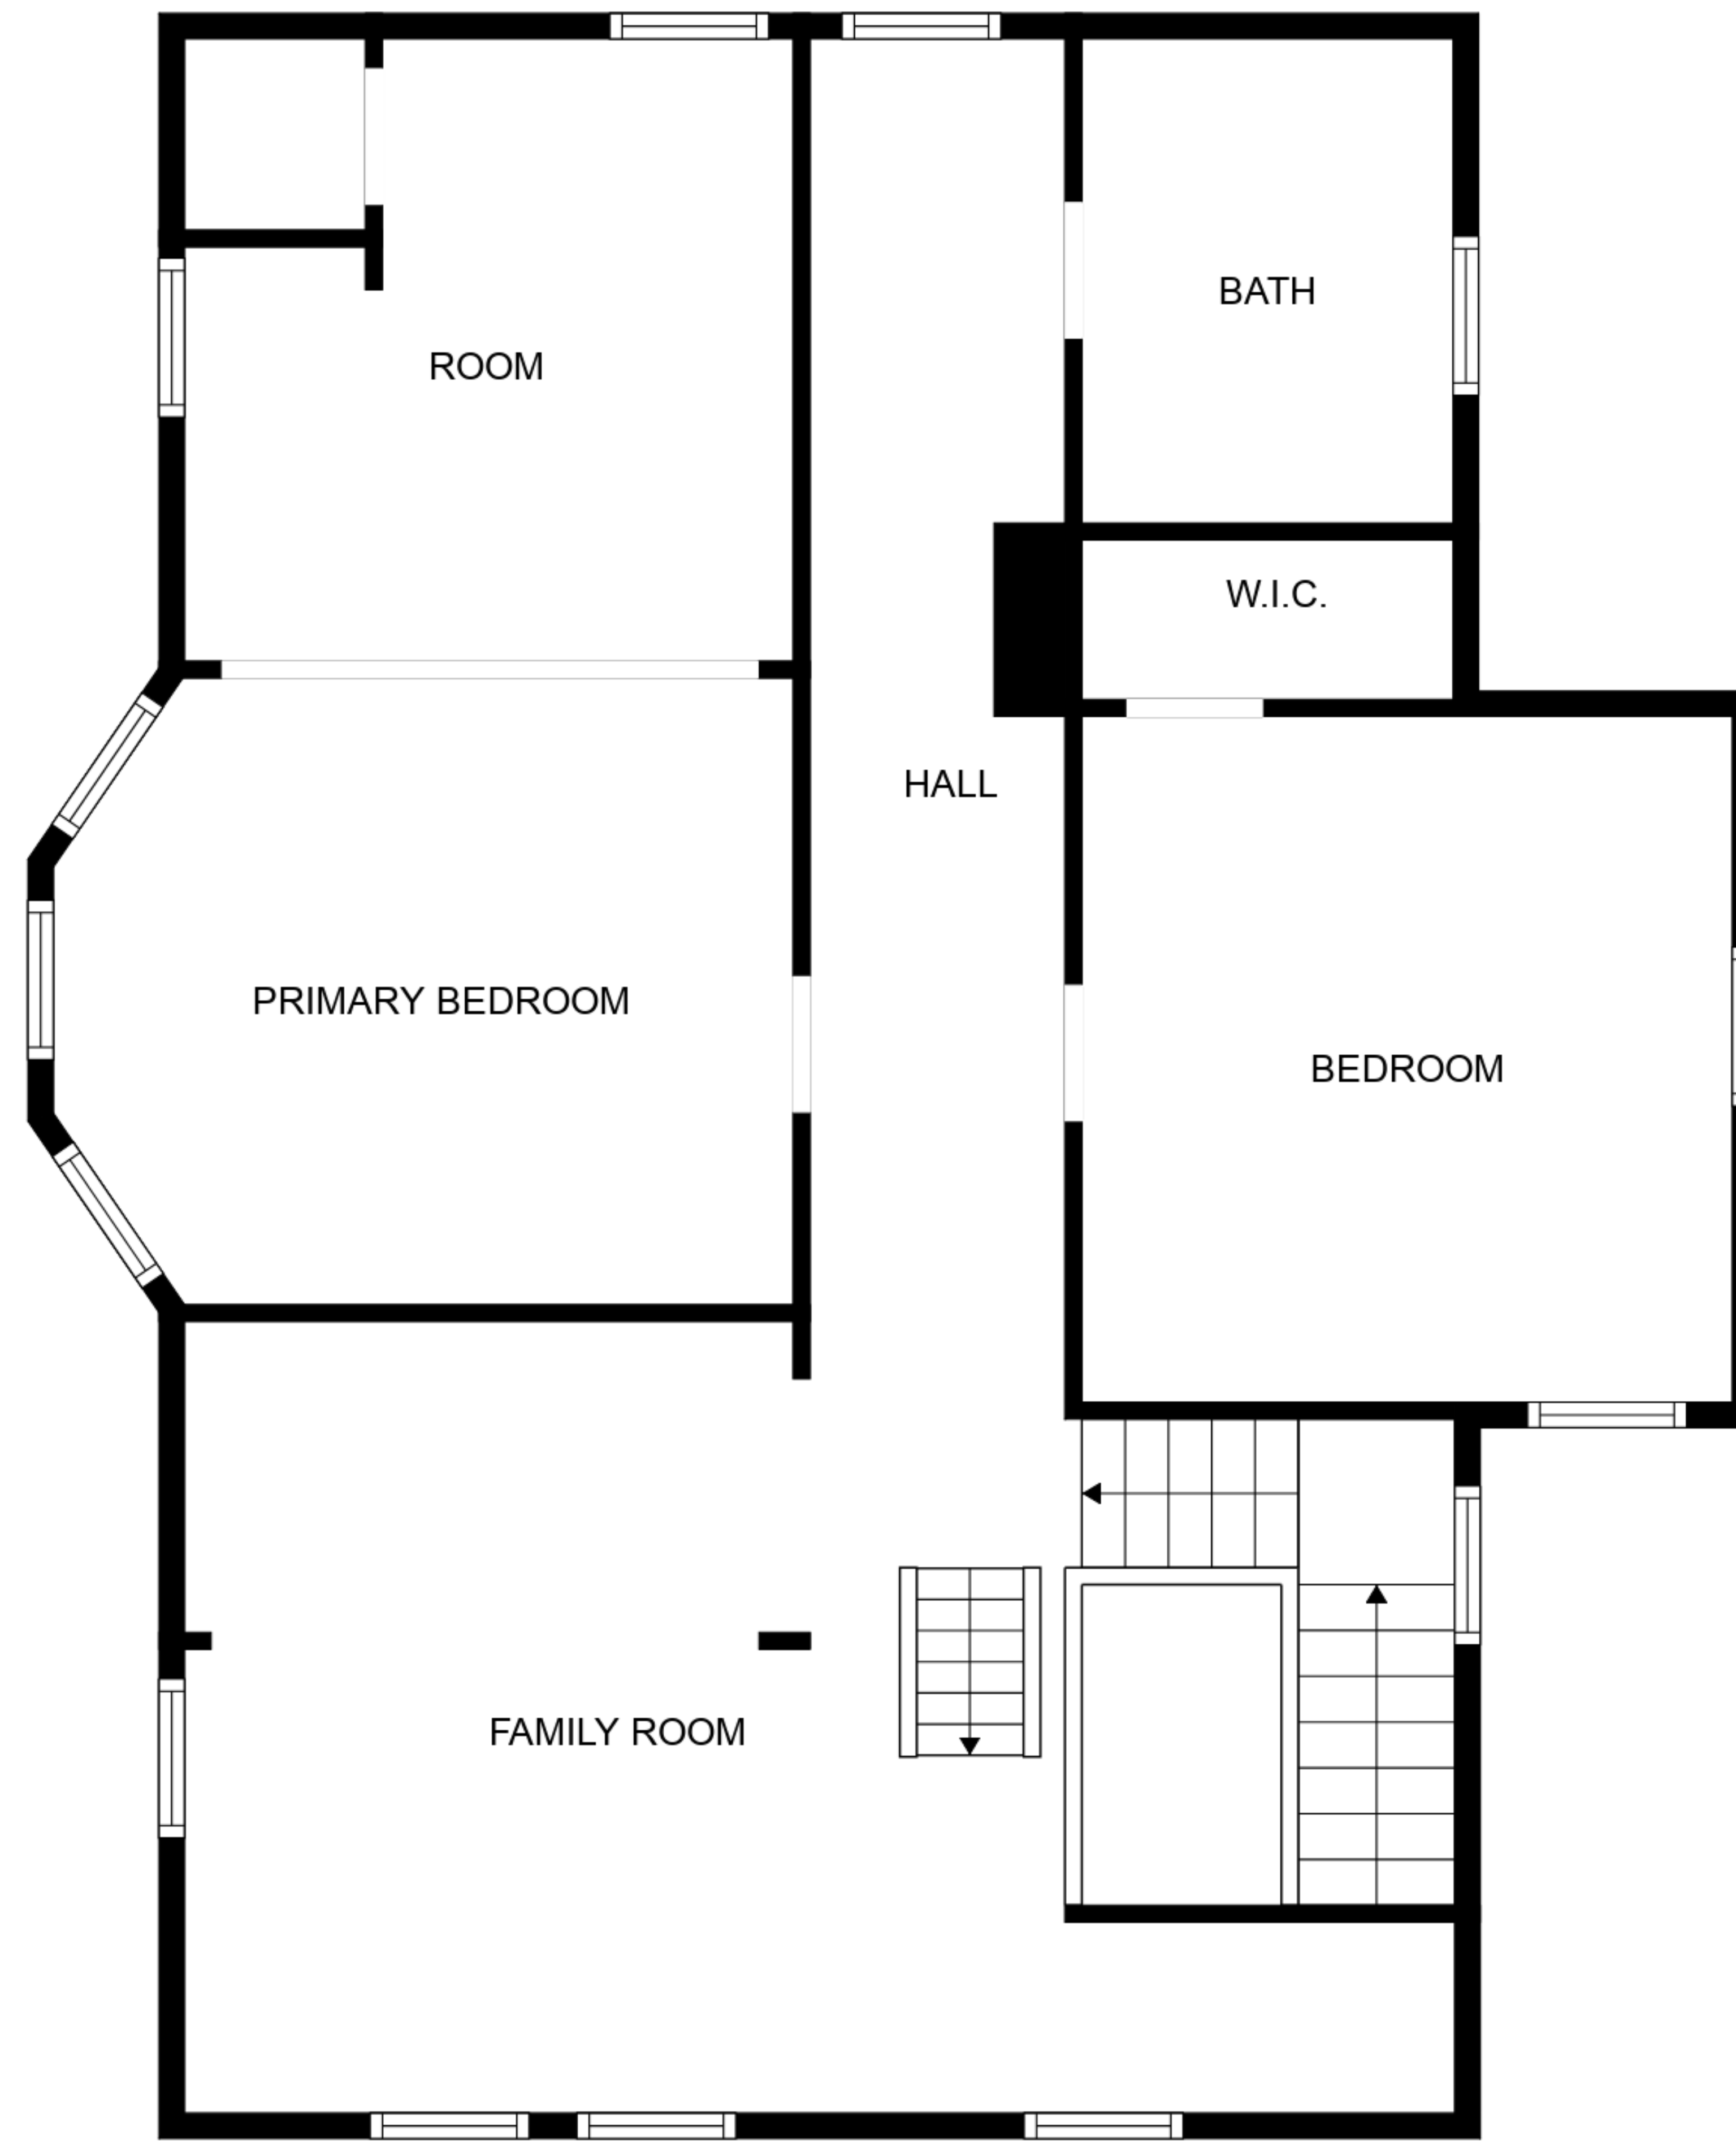 BATH
ROOM
W.I.C.
HALL
PRIMARY BEDROOM
BEDROOM
FAMILY ROOM